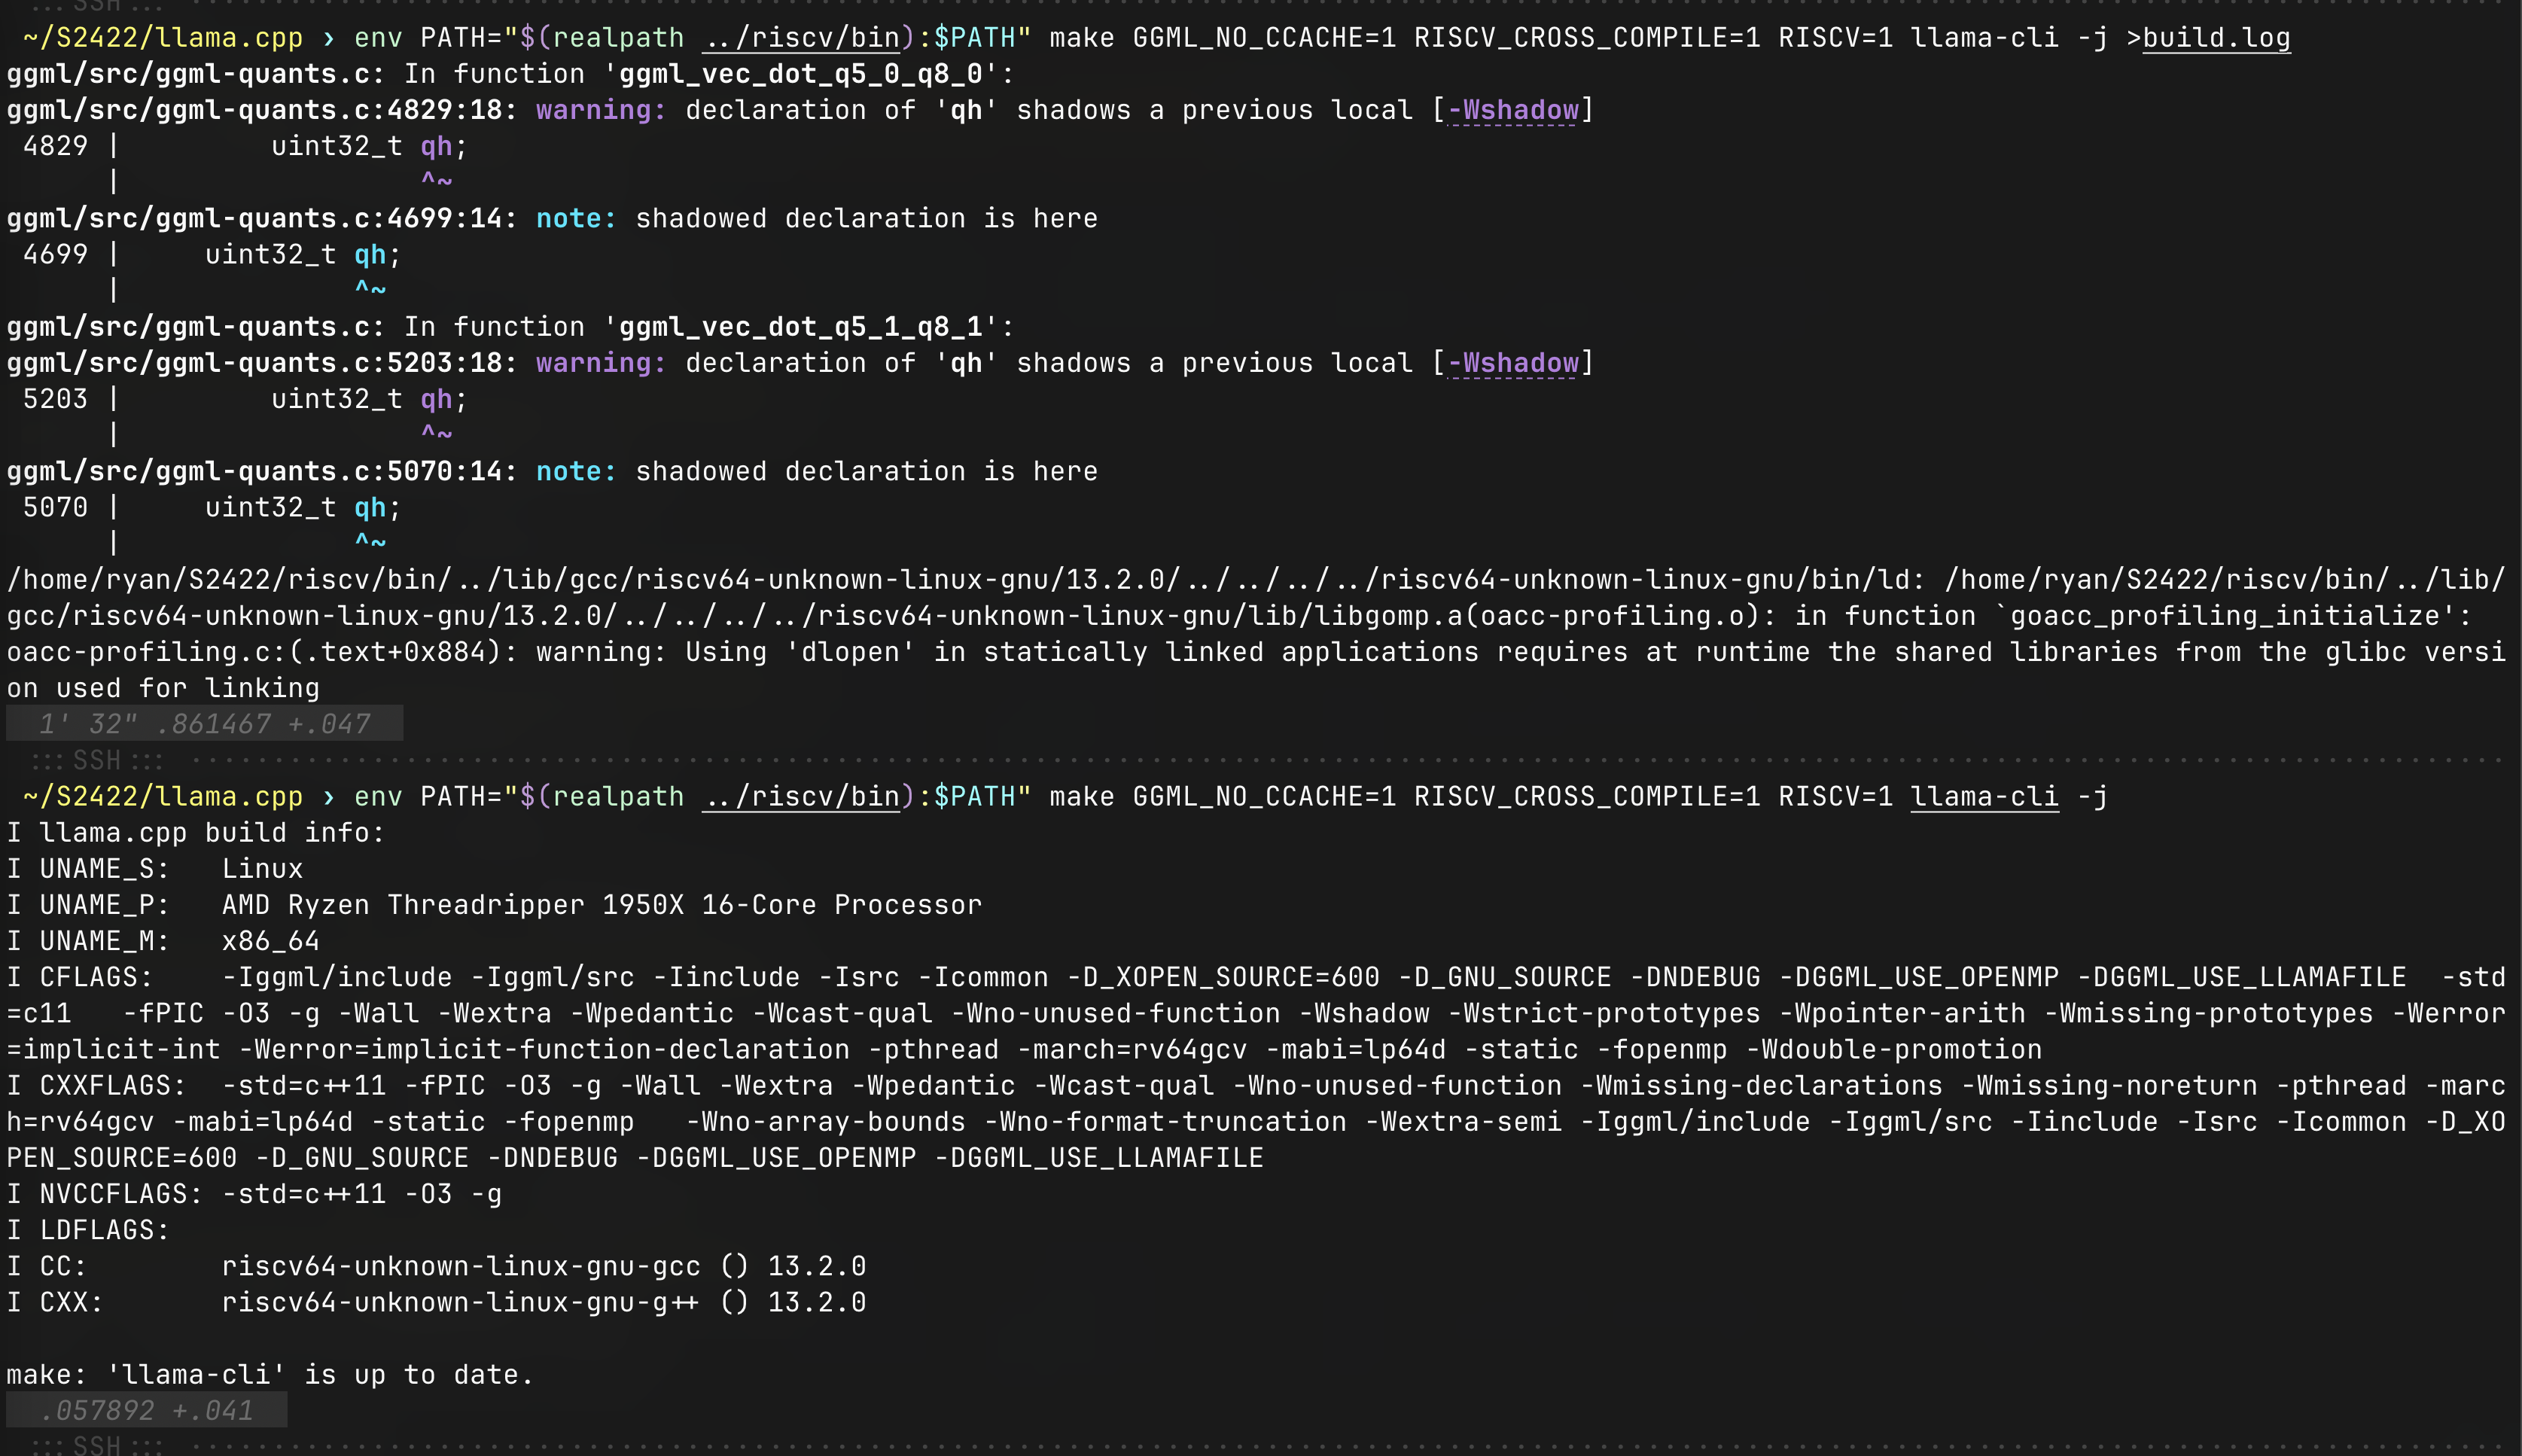 ::: SSH :::
~/S2422/llama.cpp › env PATH="$(realpath ../riscv/bin):$PATH" make GGML_NO_CCACHE=1 RISCV_CROSS_COMPILE=1 RISCV=1 llama-cli -j >build.log
ggml/src/ggml-quants.c: In function 'ggml_vec_dot_q5_0_q8_0':
ggml/src/ggml-quants.c:4829:18: warning: declaration of 'qh' shadows a previous local [-Wshadow]
 4829 |         uint32_t qh;
      |                  ^~
ggml/src/ggml-quants.c:4699:14: note: shadowed declaration is here
 4699 |     uint32_t qh;
      |              ^~
ggml/src/ggml-quants.c: In function 'ggml_vec_dot_q5_1_q8_1':
ggml/src/ggml-quants.c:5203:18: warning: declaration of 'qh' shadows a previous local [-Wshadow]
 5203 |         uint32_t qh;
      |                  ^~
ggml/src/ggml-quants.c:5070:14: note: shadowed declaration is here
 5070 |     uint32_t qh;
      |              ^~
/home/ryan/S2422/riscv/bin/../lib/gcc/riscv64-unknown-linux-gnu/13.2.0/../../../../riscv64-unknown-linux-gnu/bin/ld: /home/ryan/S2422/riscv/bin/../lib/
gcc/riscv64-unknown-linux-gnu/13.2.0/../../../../riscv64-unknown-linux-gnu/lib/libgomp.a(oacc-profiling.o): in function `goacc_profiling_initialize':
oacc-profiling.c:(.text+0x884): warning: Using 'dlopen' in statically linked applications requires at runtime the shared libraries from the glibc versi
on used for linking
1' 32" .861467 +.047
::: SSH :::
~/S2422/llama.cpp › env PATH="$(realpath ../riscv/bin):$PATH" make GGML_NO_CCACHE=1 RISCV_CROSS_COMPILE=1 RISCV=1 llama-cli -j
I llama.cpp build info:
I UNAME_S:   Linux
I UNAME_P:   AMD Ryzen Threadripper 1950X 16-Core Processor
I UNAME_M:   x86_64
I CFLAGS:    -Iggml/include -Iggml/src -Iinclude -Isrc -Icommon -D_XOPEN_SOURCE=600 -D_GNU_SOURCE -DNDEBUG -DGGML_USE_OPENMP -DGGML_USE_LLAMAFILE  -std
=c11   -fPIC -O3 -g -Wall -Wextra -Wpedantic -Wcast-qual -Wno-unused-function -Wshadow -Wstrict-prototypes -Wpointer-arith -Wmissing-prototypes -Werror
=implicit-int -Werror=implicit-function-declaration -pthread -march=rv64gcv -mabi=lp64d -static -fopenmp -Wdouble-promotion
I CXXFLAGS:  -std=c++11 -fPIC -O3 -g -Wall -Wextra -Wpedantic -Wcast-qual -Wno-unused-function -Wmissing-declarations -Wmissing-noreturn -pthread -marc
h=rv64gcv -mabi=lp64d -static -fopenmp   -Wno-array-bounds -Wno-format-truncation -Wextra-semi -Iggml/include -Iggml/src -Iinclude -Isrc -Icommon -D_XO
PEN_SOURCE=600 -D_GNU_SOURCE -DNDEBUG -DGGML_USE_OPENMP -DGGML_USE_LLAMAFILE
I NVCCFLAGS: -std=c++11 -O3 -g
I LDFLAGS:
I CC:        riscv64-unknown-linux-gnu-gcc () 13.2.0
I CXX:       riscv64-unknown-linux-gnu-g++ () 13.2.0
make: 'llama-cli' is up to date.
.057892 +.041
::: SSH :::